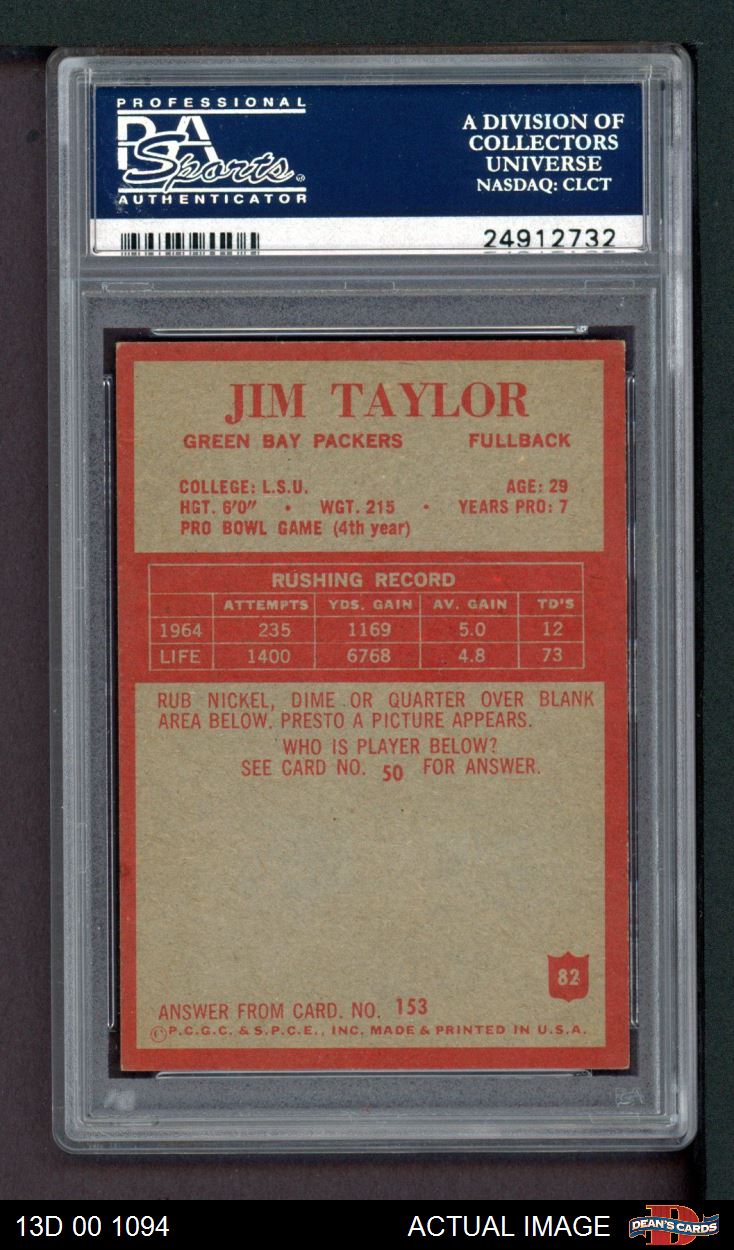 PROFESSIONAL
PSA
Sports
AUTHENTICATOR
A DIVISION OF
COLLECTORS
UNIVERSE
NASDAQ: CLCT
24912732
JIM TAYLOR
GREEN BAY PACKERS FULLBACK
COLLEGE: L.S.U. AGE: 29
HGT. 6'0" • WGT. 215 • YEARS PRO: 7
PRO BOWL GAME (4th year)
RUSHING RECORD
ATTEMPTS YDS. GAIN AV. GAIN TD'S
1964 235 1169 5.0 12
LIFE 1400 6768 4.8 73
RUB NICKEL, DIME OR QUARTER OVER BLANK
AREA BELOW. PRESTO A PICTURE APPEARS.
WHO IS PLAYER BELOW?
SEE CARD NO. 50 FOR ANSWER.
82
ANSWER FROM CARD. NO. 153
©P.C.G.C. & S.P.C.E., INC. MADE & PRINTED IN U.S.A.
13D 00 1094 ACTUAL IMAGE
DEAN'S CARDS